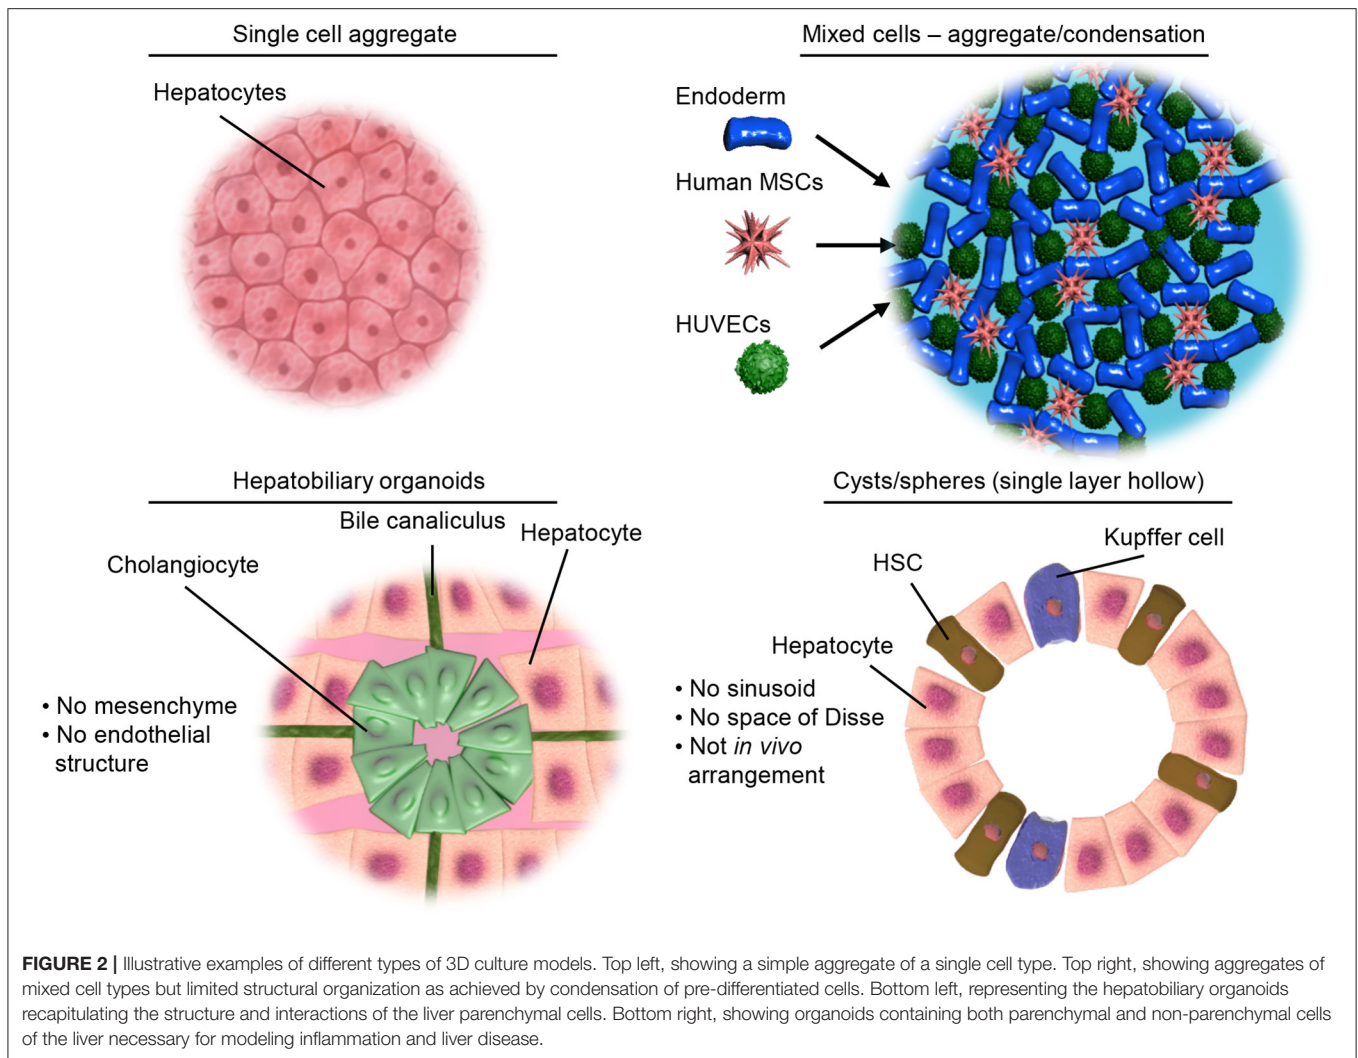 Single cell aggregate
Hepatocytes
Mixed cells – aggregate/condensation
Endoderm
Human MSCs
HUVECs
Hepatobiliary organoids
Bile canaliculus
Hepatocyte
Cholangiocyte
• No mesenchyme
• No endothelial
structure
Cysts/spheres (single layer hollow)
Kupffer cell
HSC
Hepatocyte
• No sinusoid
• No space of Disse
• Not in vivo
arrangement
FIGURE 2 | Illustrative examples of different types of 3D culture models. Top left, showing a simple aggregate of a single cell type. Top right, showing aggregates of
mixed cell types but limited structural organization as achieved by condensation of pre-differentiated cells. Bottom left, representing the hepatobiliary organoids
recapitulating the structure and interactions of the liver parenchymal cells. Bottom right, showing organoids containing both parenchymal and non-parenchymal cells
of the liver necessary for modeling inflammation and liver disease.